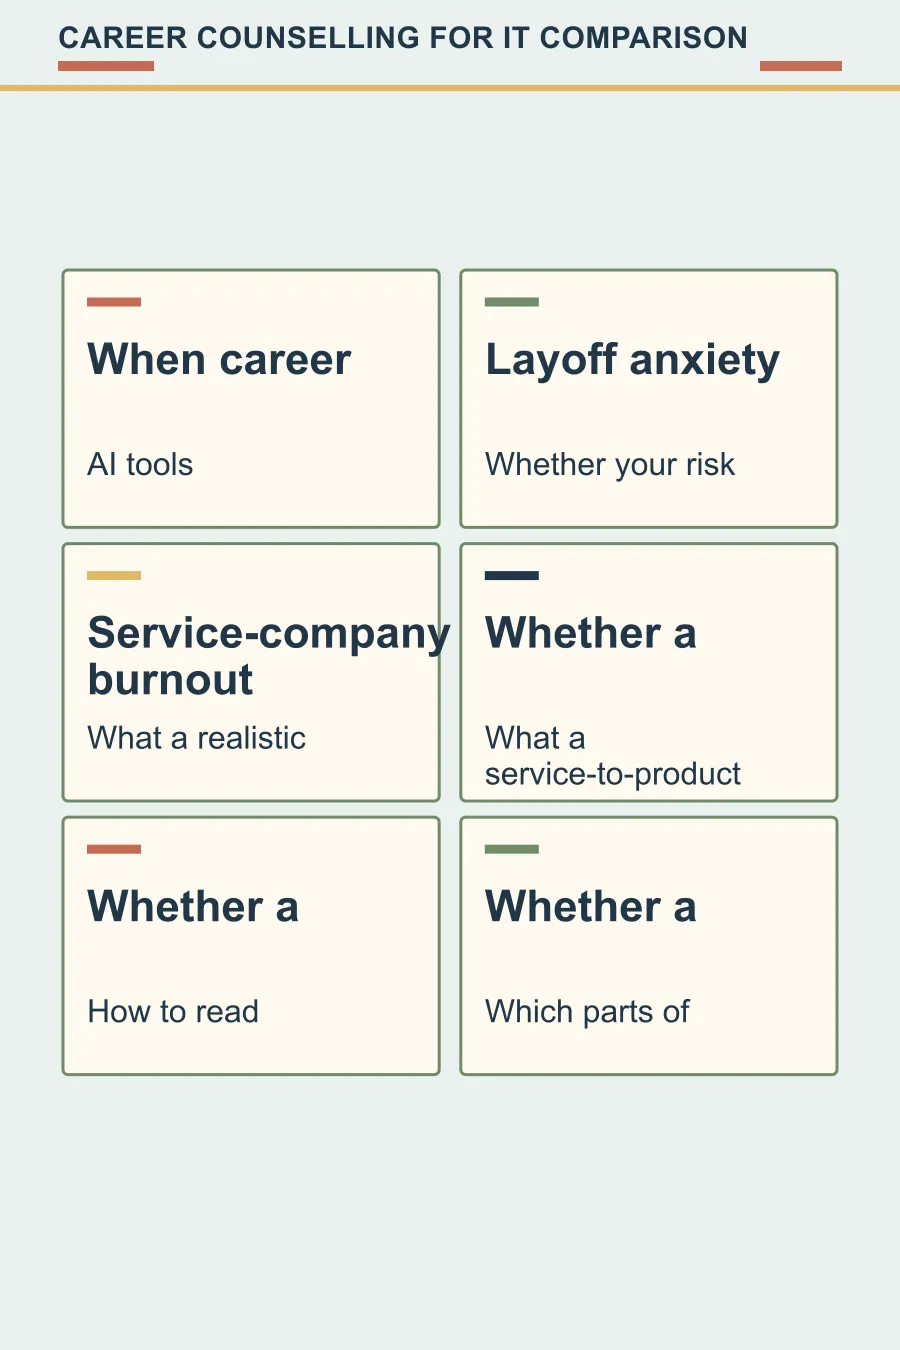 CAREER COUNSELLING FOR IT COMPARISON
When career
AI tools
Layoff anxiety
Whether your risk
Service-company
burnout
What a realistic
Whether a
What a
service-to-product
Whether a
How to read
Whether a
Which parts of